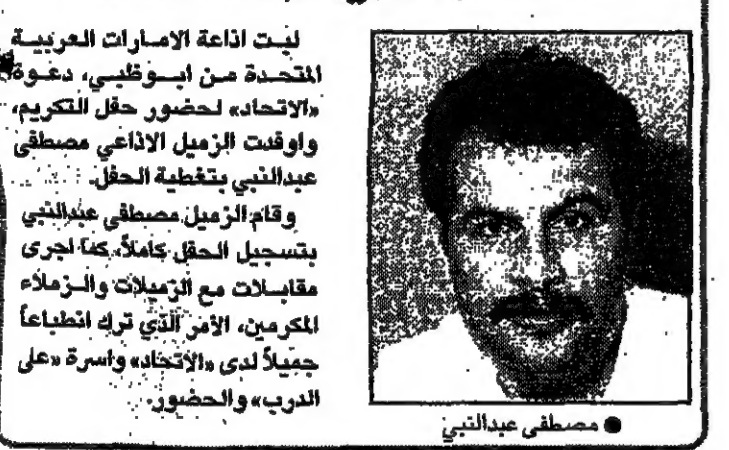 لبت اذاعة الامارات العربية
المتحدة من ابوظبي، دعوة
«الاتحاد» لحضور حفل التكريم،
واوفدت الزميل الاذاعي مصطفى
عبدالنبي بتغطية الحفل.
وقام الزميل مصطفى عبدالنبي
بتسجيل الحفل كاملاً، كما اجرى
مقابلات مع الزميلات والزملاء
المكرمين، الأمر الذي ترك انطباعاً
جميلاً لدى «الاتحاد» واسرة «على
الدرب» والحضور.
● مصطفى عبدالنبي